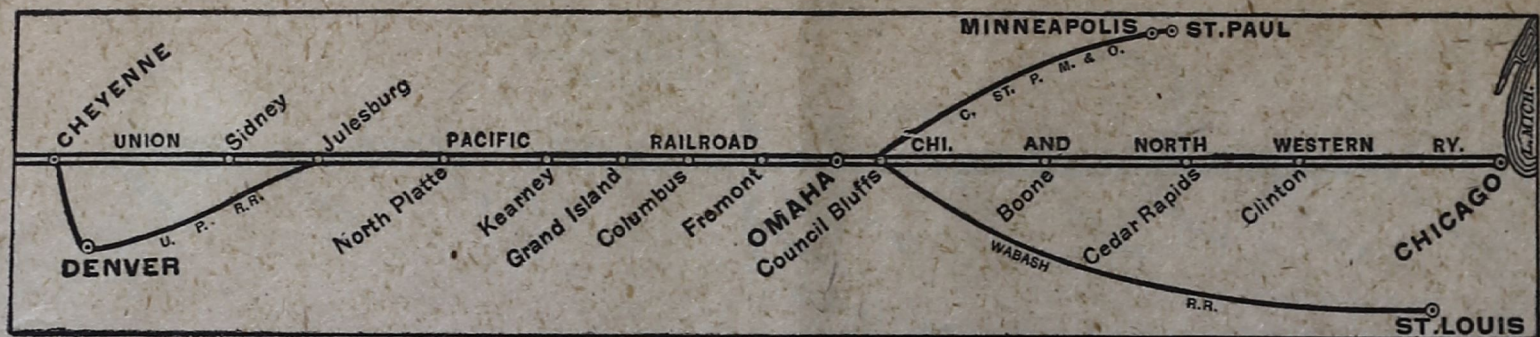 MINNEAPOLIS ST. PAUL
C. ST. P. M. & O.
CHEYENNE
UNION PACIFIC RAILROAD
Sidney
Julesburg
CHI. AND NORTH WESTERN RY.
L. MICH.
U. P. R.R.
DENVER
North Platte
Kearney
Grand Island
Columbus
Fremont
OMAHA
Council Bluffs
Boone
Cedar Rapids
Clinton
CHICAGO
WABASH R.R.
ST. LOUIS